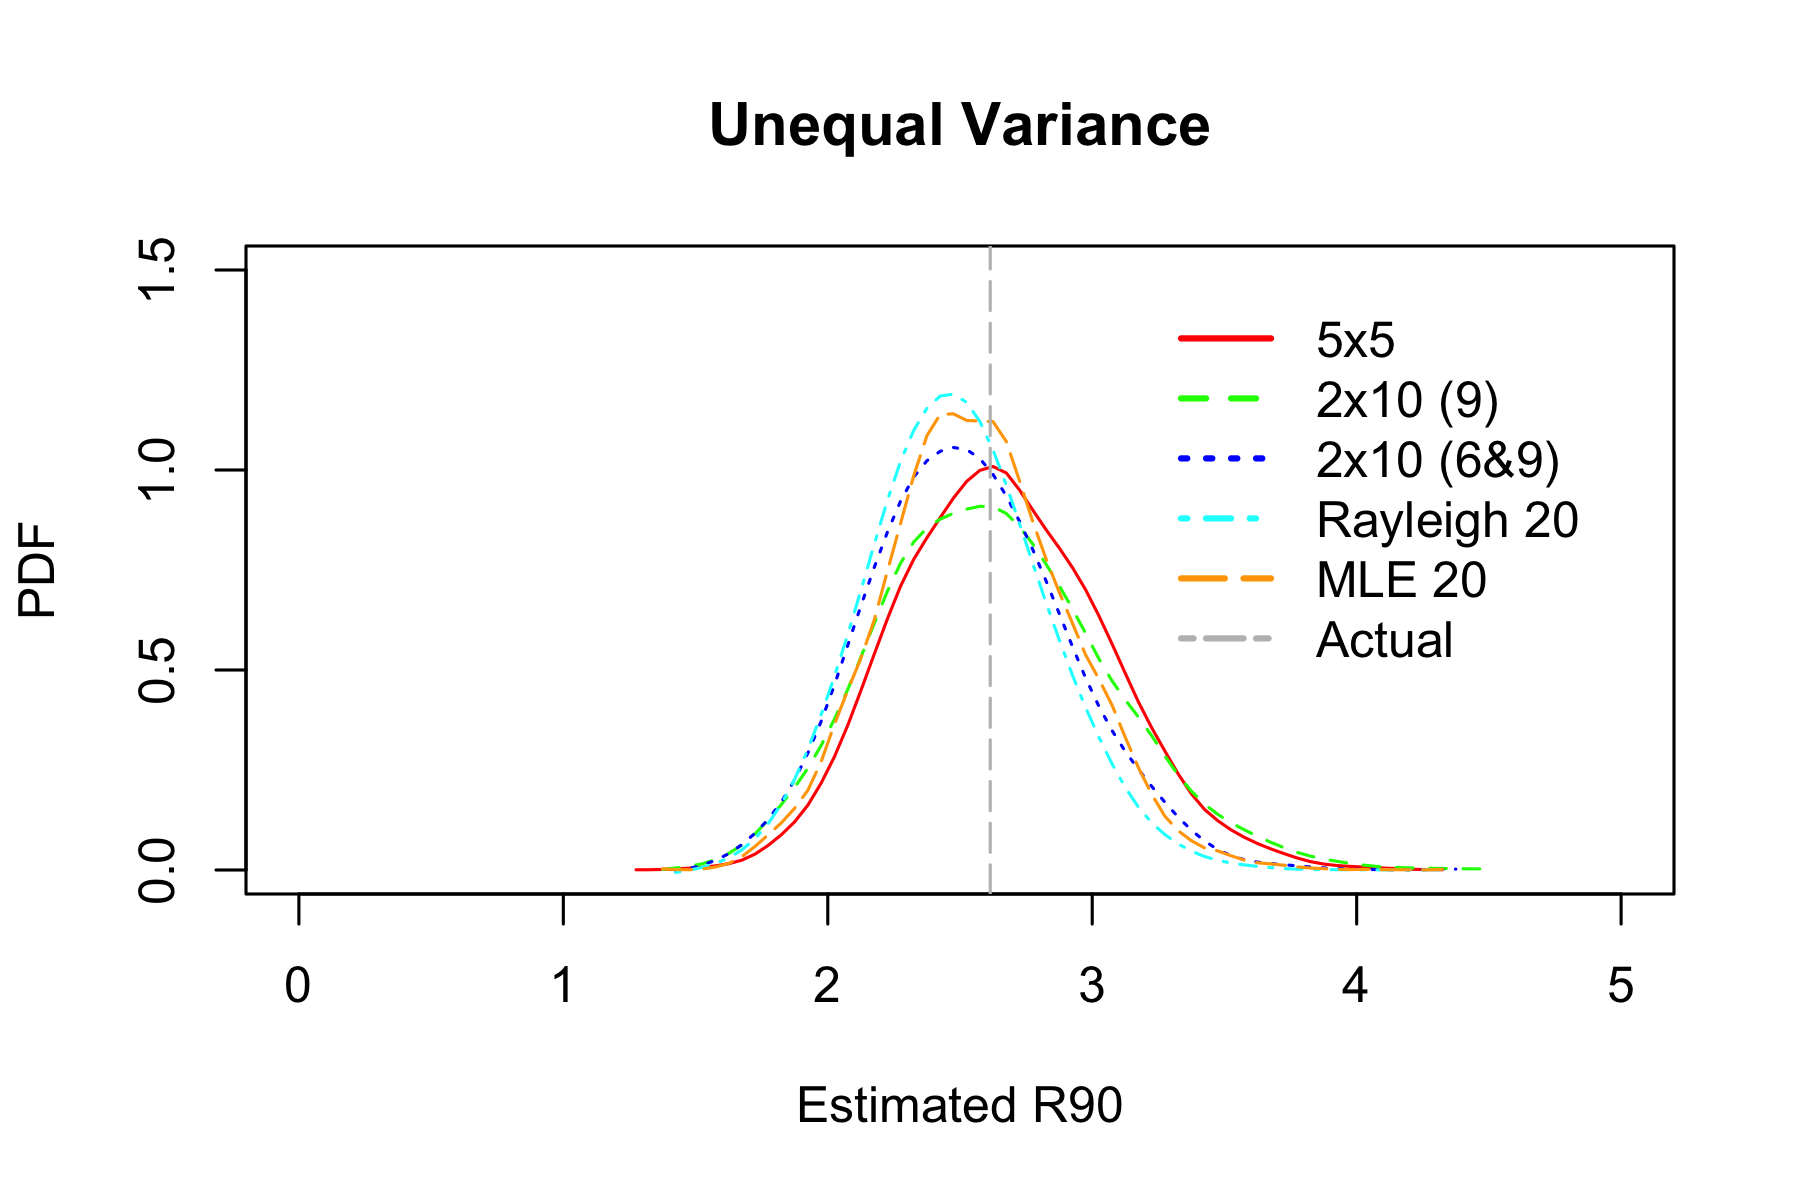 Unequal Variance
1.5
1.0
0.5
0.0
PDF
5x5
2x10 (9)
2x10 (6&9)
Rayleigh 20
MLE 20
Actual
0 1 2 3 4 5
Estimated R90